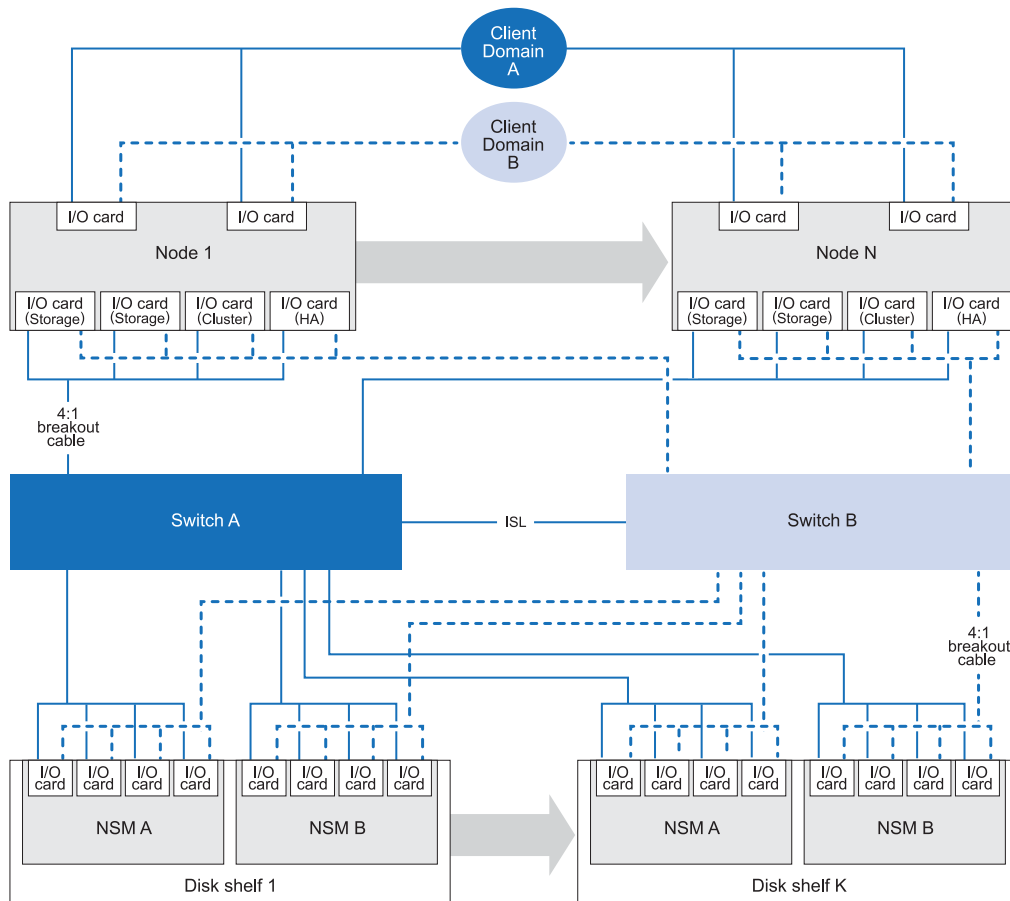 Client
Domain
A
Client
Domain
B
I/O card
I/O card
I/O card
I/O card
Node 1
Node N
I/O card
(Storage)
I/O card
(Storage)
I/O card
(Cluster)
I/O card
(HA)
I/O card
(Storage)
I/O card
(Storage)
I/O card
(Cluster)
I/O card
(HA)
4:1
breakout
cable
Switch A
ISL
Switch B
4:1
breakout
cable
I/O
card
I/O
card
I/O
card
I/O
card
I/O
card
I/O
card
I/O
card
I/O
card
I/O
card
I/O
card
I/O
card
I/O
card
I/O
card
I/O
card
I/O
card
I/O
card
NSM A
NSM B
NSM A
NSM B
Disk shelf 1
Disk shelf K